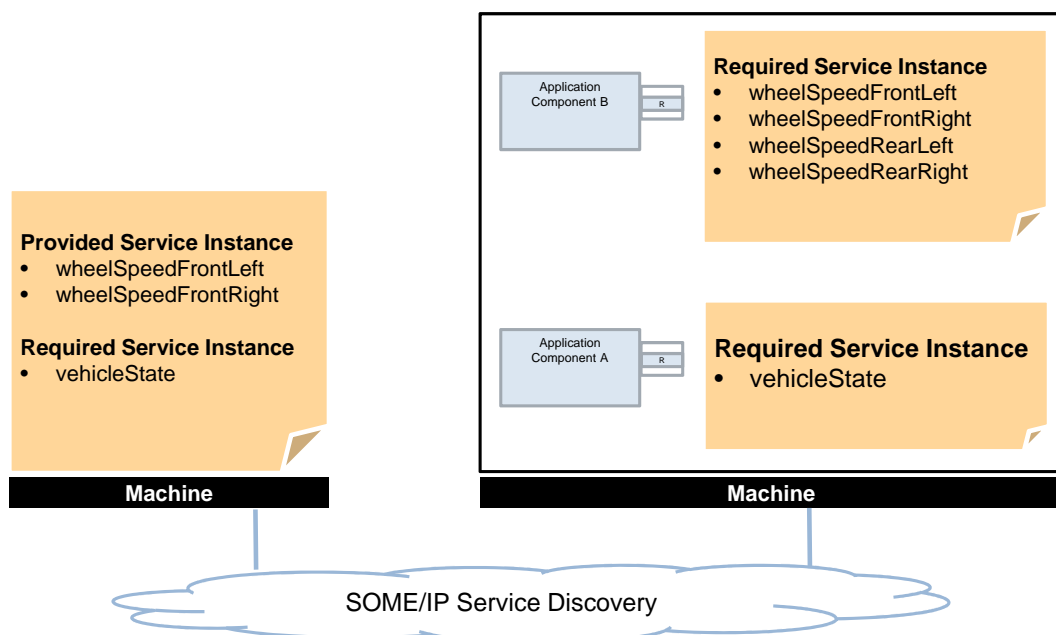 Provided Service Instance
• wheelSpeedFrontLeft
• wheelSpeedFrontRight
Required Service Instance
• vehicleState
Machine
Application
Component B
R
Required Service Instance
• wheelSpeedFrontLeft
• wheelSpeedFrontRight
• wheelSpeedRearLeft
• wheelSpeedRearRight
Application
Component A
R
Required Service Instance
• vehicleState
Machine
SOME/IP Service Discovery